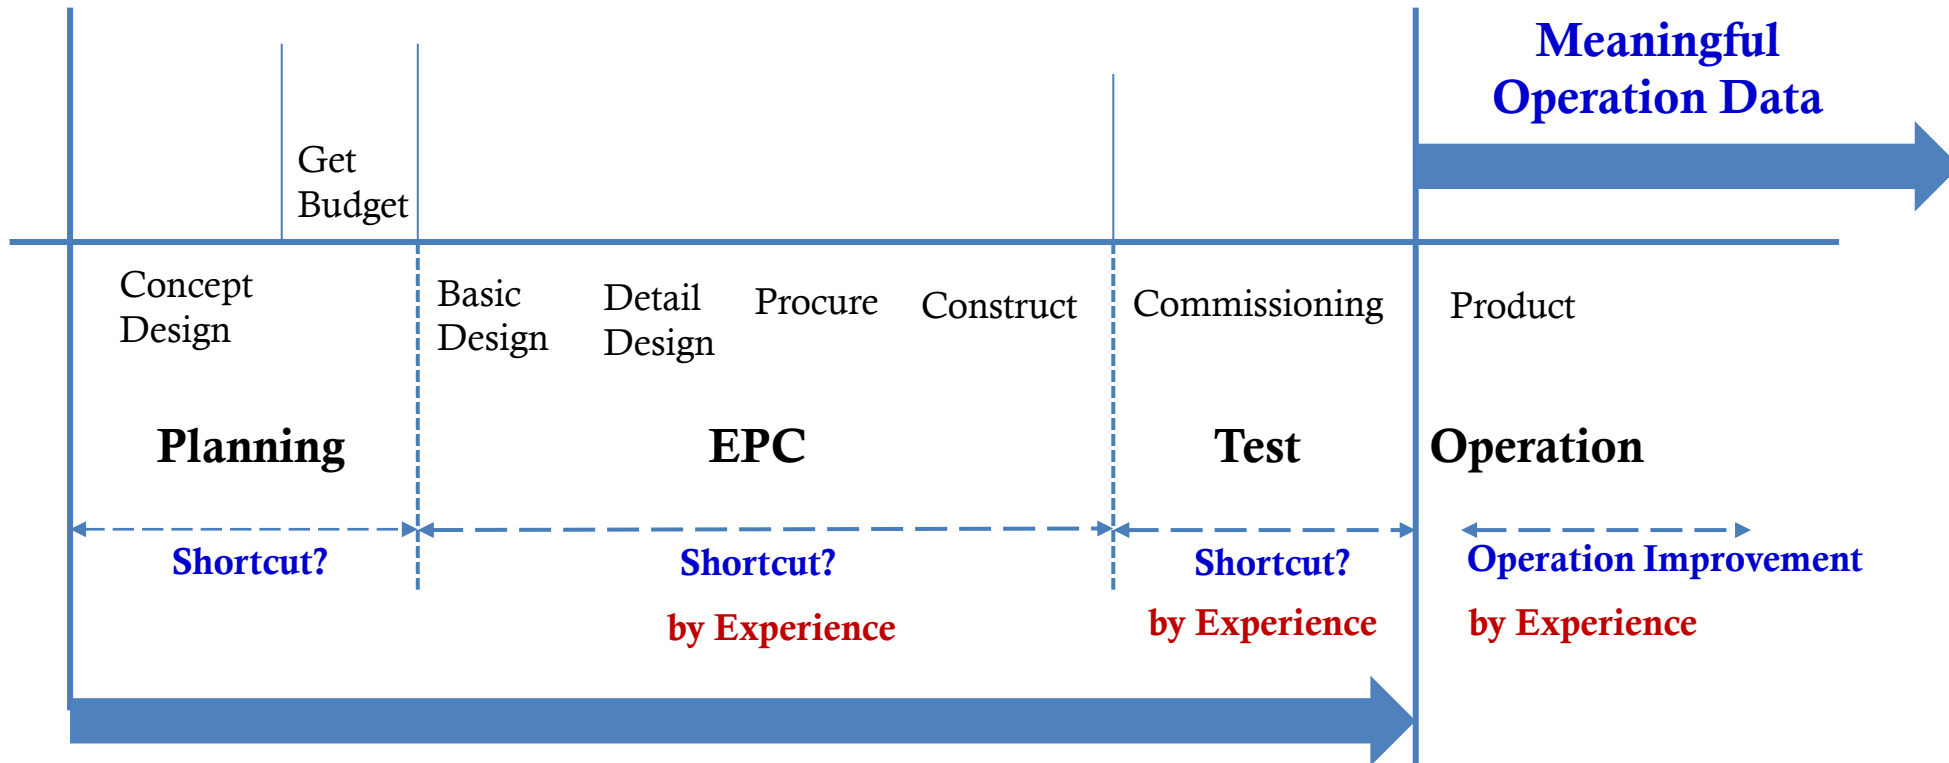 Meaningful
Operation Data
Get
Budget
Concept
Design
Basic
Design
Detail
Design
Procure
Construct
Commissioning
Product
Planning
EPC
Test
Operation
Shortcut?
Shortcut?
Shortcut?
Operation Improvement
by Experience
by Experience
by Experience